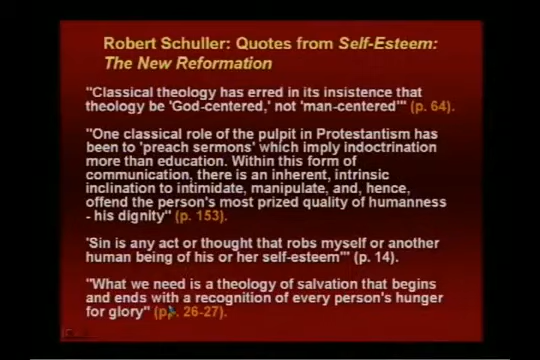 Robert Schuller: Quotes from Self-Esteem:
The New Reformation
"Classical theology has erred in its insistence that
theology be 'God-centered,' not 'man-centered'" (p. 64).
"One classical role of the pulpit in Protestantism has
been to 'preach sermons' which imply indoctrination
more than education. Within this form of
communication, there is an inherent, intrinsic
inclination to intimidate, manipulate, and, hence,
offend the person's most prized quality of humanness
- his dignity" (p. 153).
'Sin is any act or thought that robs myself or another
human being of his or her self-esteem'" (p. 14).
"What we need is a theology of salvation that begins
and ends with a recognition of every person's hunger
for glory" (pp. 26-27).